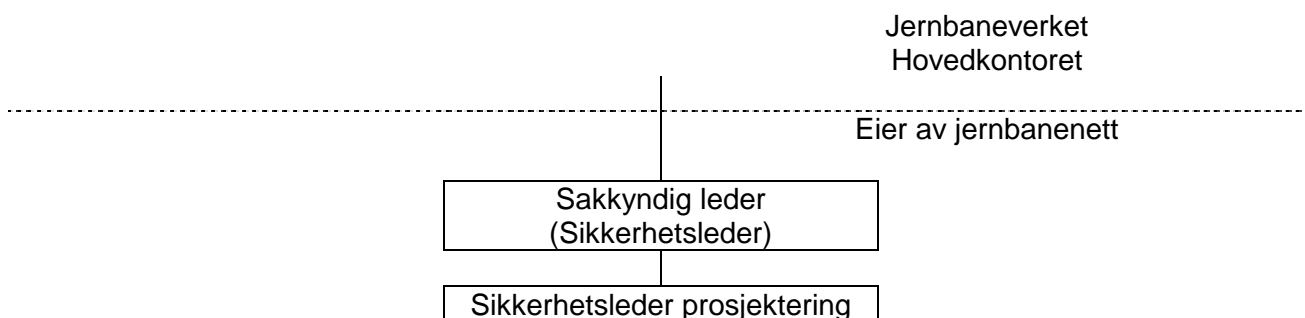 Jernbaneverket
Hovedkontoret
Eier av jernbanenett
Sakkyndig leder
(Sikkerhetsleder)
Sikkerhetsleder prosjektering